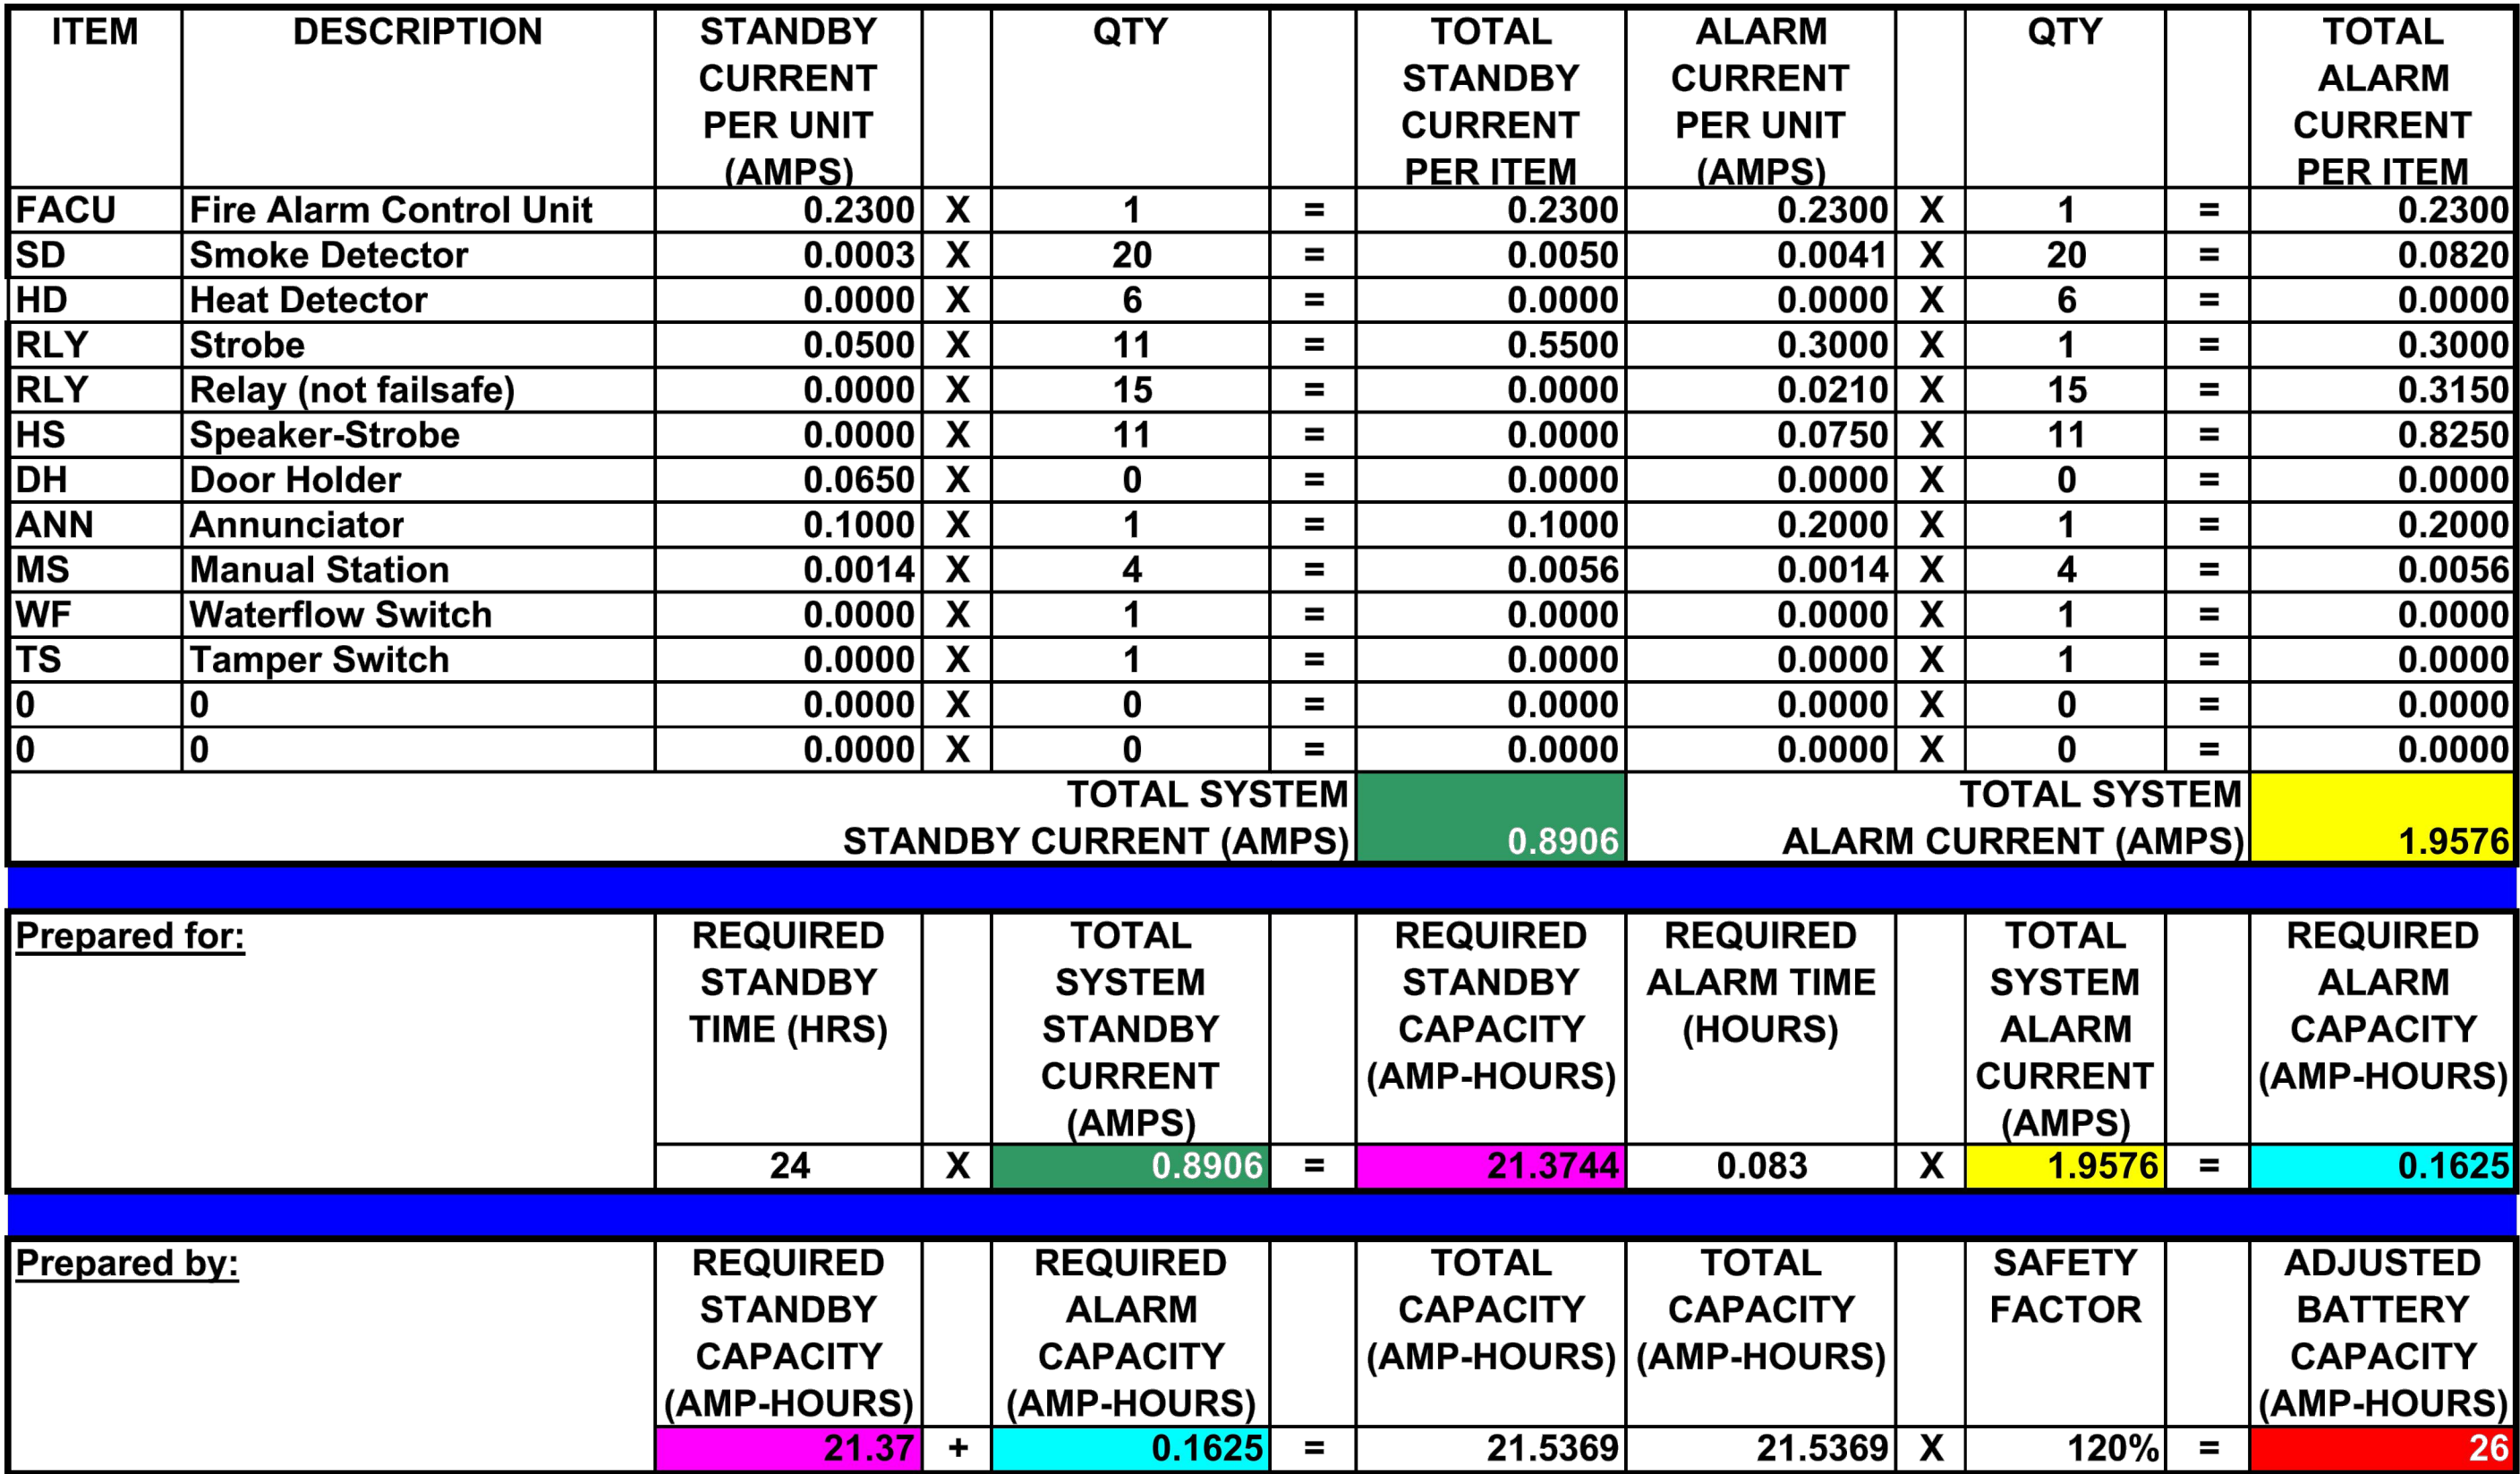 ITEM DESCRIPTION STANDBY CURRENT PER UNIT (AMPS) QTY TOTAL STANDBY CURRENT PER ITEM ALARM CURRENT PER UNIT (AMPS) QTY TOTAL ALARM CURRENT PER ITEM
FACU Fire Alarm Control Unit 0.2300 X 1 = 0.2300 0.2300 X 1 = 0.2300
SD Smoke Detector 0.0003 X 20 = 0.0050 0.0041 X 20 = 0.0820
HD Heat Detector 0.0000 X 6 = 0.0000 0.0000 X 6 = 0.0000
RLY Strobe 0.0500 X 11 = 0.5500 0.3000 X 1 = 0.3000
RLY Relay (not failsafe) 0.0000 X 15 = 0.0000 0.0210 X 15 = 0.3150
HS Speaker-Strobe 0.0000 X 11 = 0.0000 0.0750 X 11 = 0.8250
DH Door Holder 0.0650 X 0 = 0.0000 0.0000 X 0 = 0.0000
ANN Annunciator 0.1000 X 1 = 0.1000 0.2000 X 1 = 0.2000
MS Manual Station 0.0014 X 4 = 0.0056 0.0014 X 4 = 0.0056
WF Waterflow Switch 0.0000 X 1 = 0.0000 0.0000 X 1 = 0.0000
TS Tamper Switch 0.0000 X 1 = 0.0000 0.0000 X 1 = 0.0000
0 0 0.0000 X 0 = 0.0000 0.0000 X 0 = 0.0000
0 0 0.0000 X 0 = 0.0000 0.0000 X 0 = 0.0000
TOTAL SYSTEM STANDBY CURRENT (AMPS) 0.8906 TOTAL SYSTEM ALARM CURRENT (AMPS) 1.9576
Prepared for: REQUIRED STANDBY TIME (HRS) TOTAL SYSTEM STANDBY CURRENT (AMPS) REQUIRED STANDBY CAPACITY (AMP-HOURS) REQUIRED ALARM TIME (HOURS) TOTAL SYSTEM ALARM CURRENT (AMPS) REQUIRED ALARM CAPACITY (AMP-HOURS)
24 X 0.8906 = 21.3744 0.083 X 1.9576 = 0.1625
Prepared by: REQUIRED STANDBY CAPACITY (AMP-HOURS) REQUIRED ALARM CAPACITY (AMP-HOURS) TOTAL CAPACITY (AMP-HOURS) TOTAL CAPACITY (AMP-HOURS) SAFETY FACTOR ADJUSTED BATTERY CAPACITY (AMP-HOURS)
21.37 + 0.1625 = 21.5369 21.5369 X 120% = 26